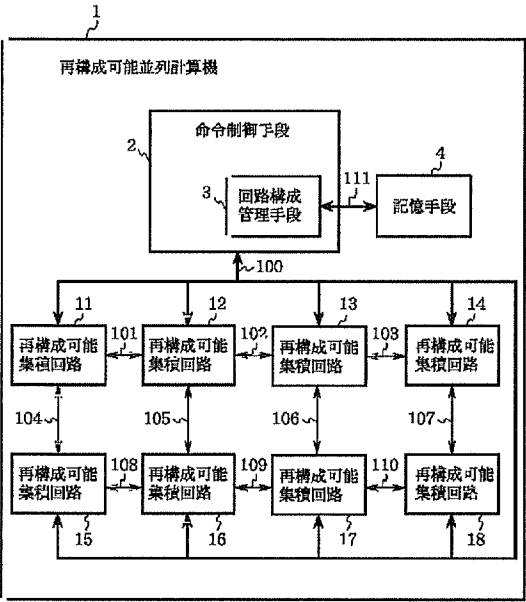 1
再構成可能並列計算機
命令制御手段
2
4
3
回路構成
管理手段
111
記憶手段
100
11
12
13
14
再構成可能
集積回路
101
再構成可能
集積回路
102
再構成可能
集積回路
103
再構成可能
集積回路
104
105
106
107
再構成可能
集積回路
108
再構成可能
集積回路
109
再構成可能
集積回路
110
再構成可能
集積回路
15
16
17
18